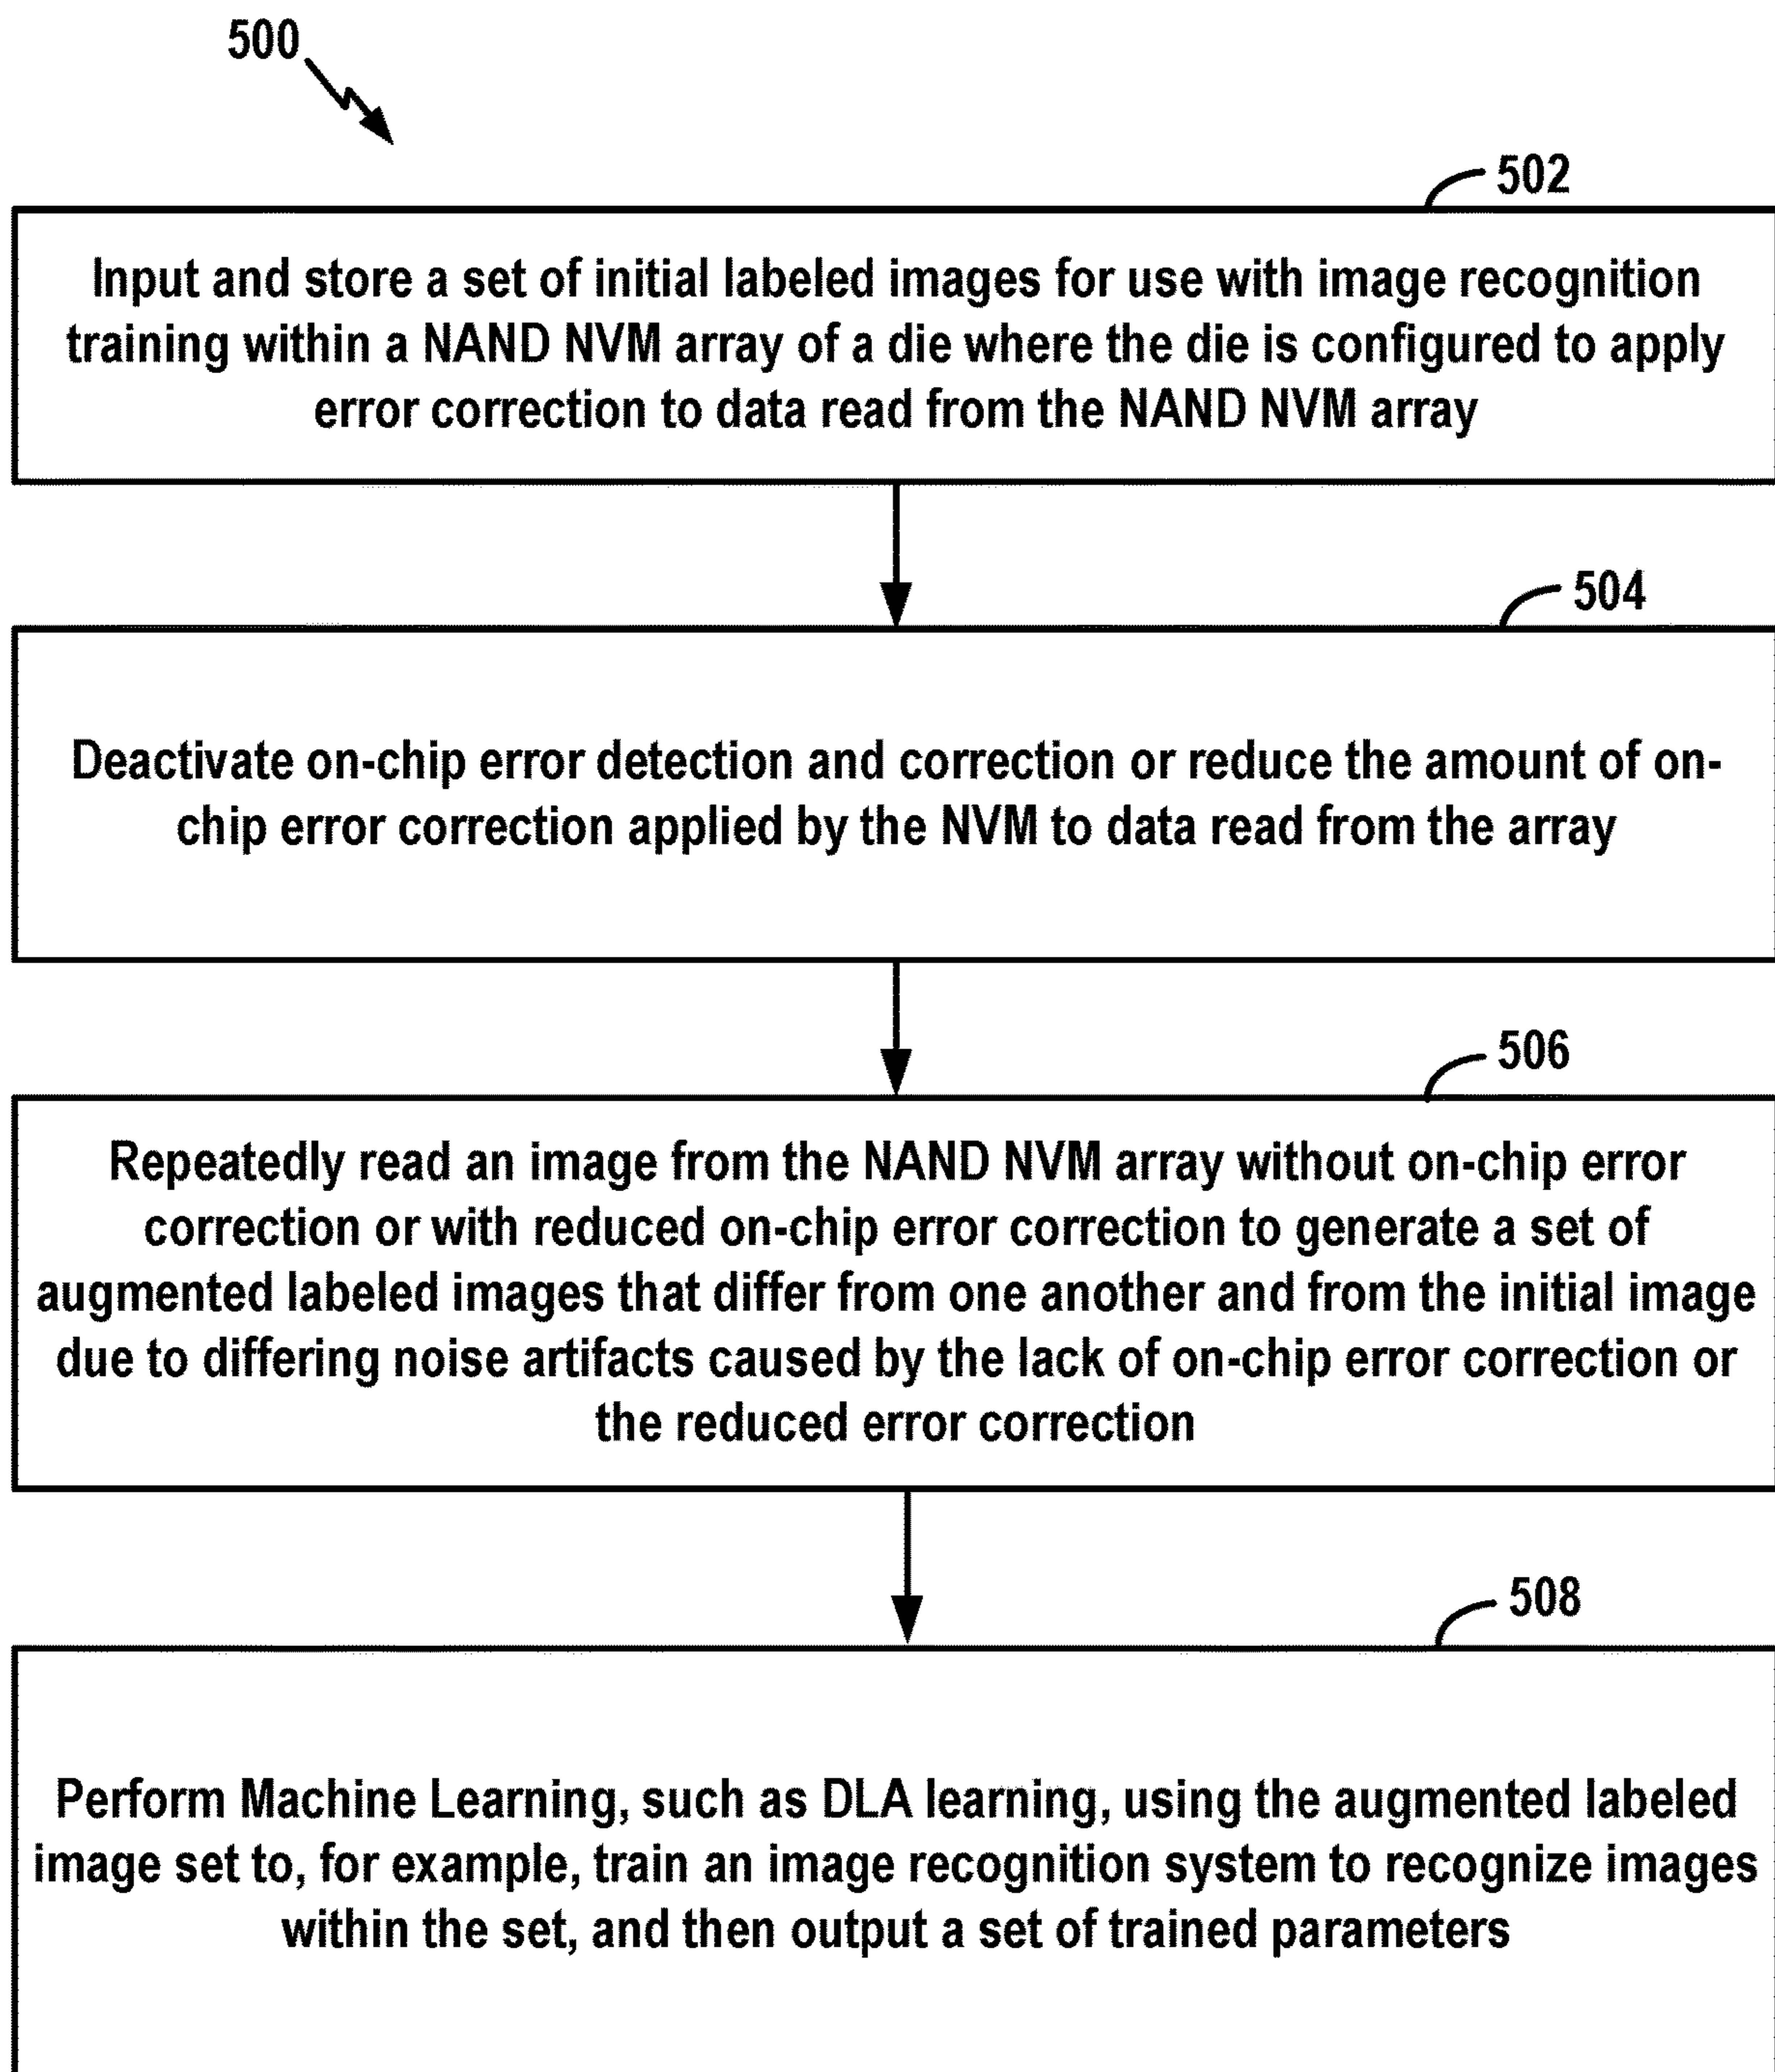 500
502
Input and store a set of initial labeled images for use with image recognition
training within a NAND NVM array of a die where the die is configured to apply
error correction to data read from the NAND NVM array
504
Deactivate on-chip error detection and correction or reduce the amount of on-
chip error correction applied by the NVM to data read from the array
506
Repeatedly read an image from the NAND NVM array without on-chip error
correction or with reduced on-chip error correction to generate a set of
augmented labeled images that differ from one another and from the initial image
due to differing noise artifacts caused by the lack of on-chip error correction or
the reduced error correction
508
Perform Machine Learning, such as DLA learning, using the augmented labeled
image set to, for example, train an image recognition system to recognize images
within the set, and then output a set of trained parameters